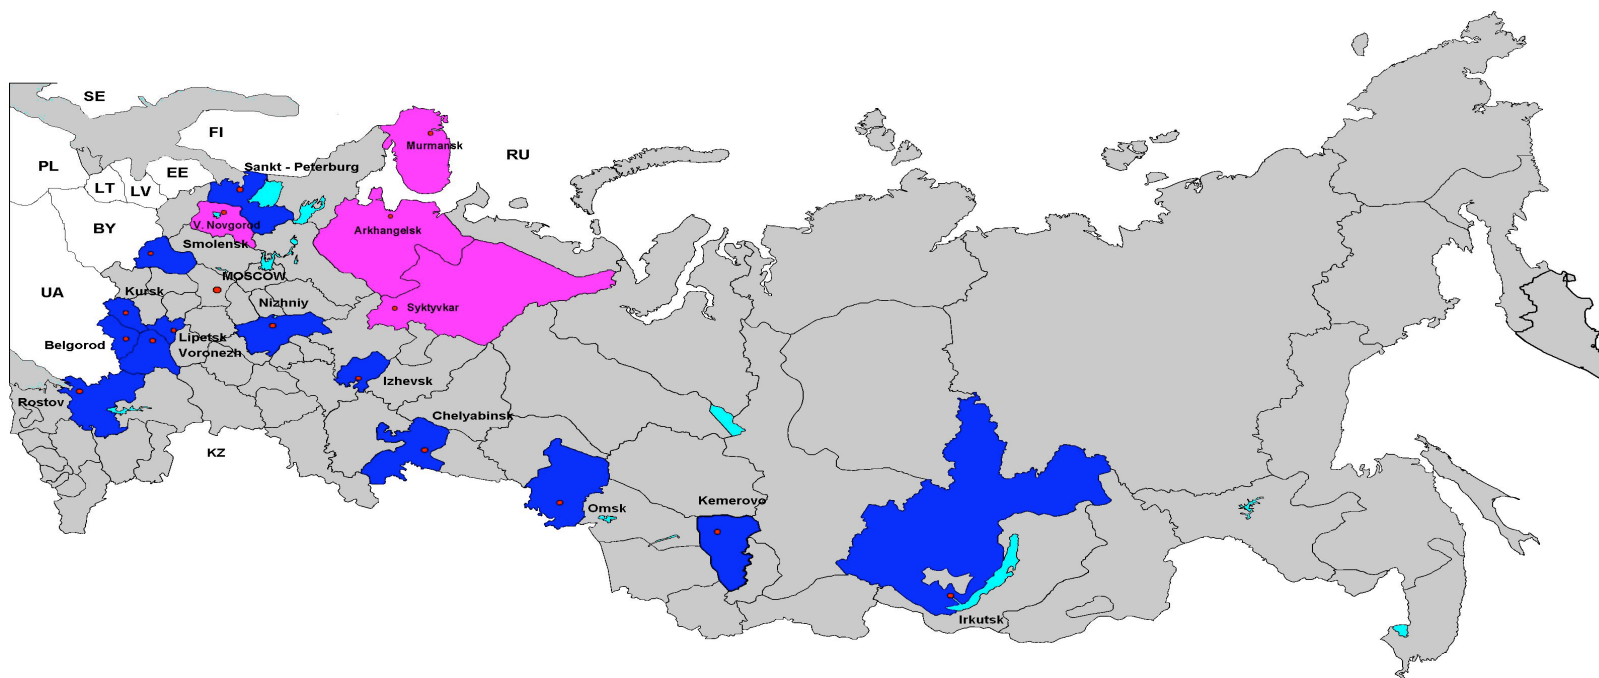 SE
FI
Murmansk
RU
PL
Sankt - Peterburg
EE
LT
LV
BY
V. Novgorod
Arkhangelsk
Smolensk
MOSCOW
UA
Kursk
Nizhniy
Syktyvkar
Lipetsk
Belgorod
Voronezh
Izhevsk
Rostov
Chelyabinsk
KZ
Kemerovo
Omsk
Irkutsk